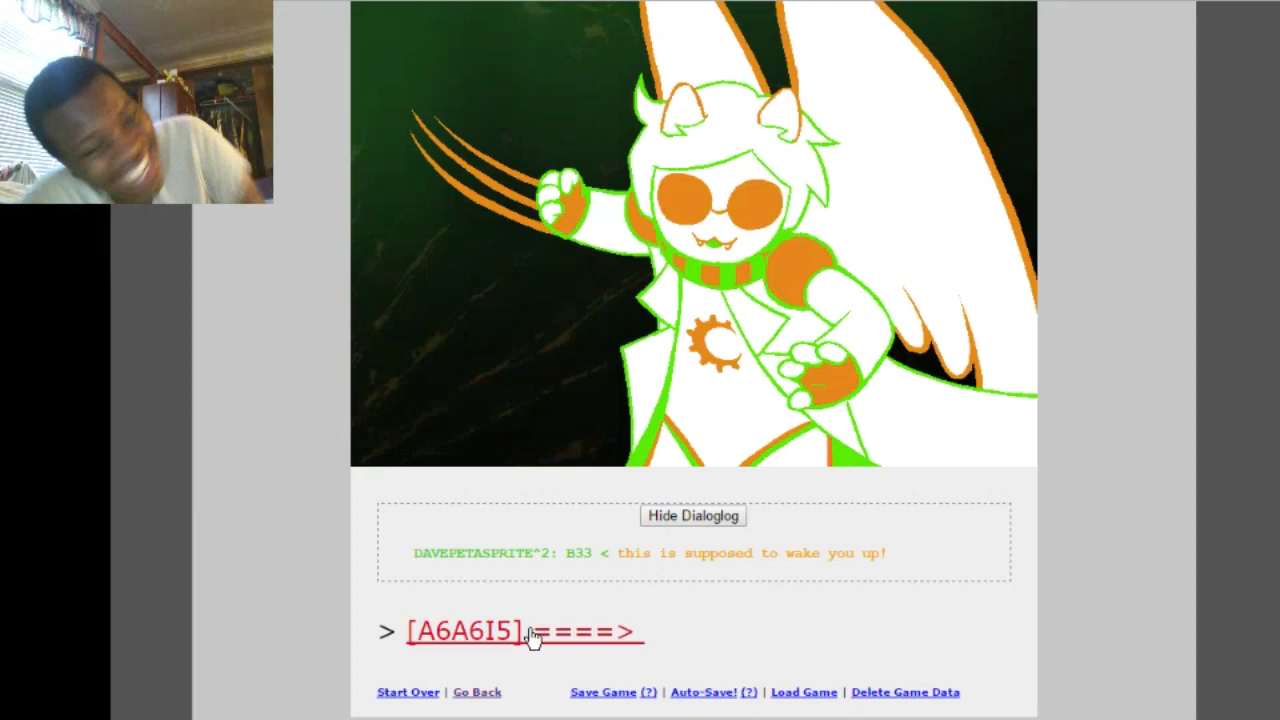 Hide Dialoglog
DAVEPETASPRITE^2: B33 < this is supposed to wake you up!
> [A6A6I5] ====>
Start Over | Go Back Save Game (?) | Auto-Save! (?) | Load Game | Delete Game Data